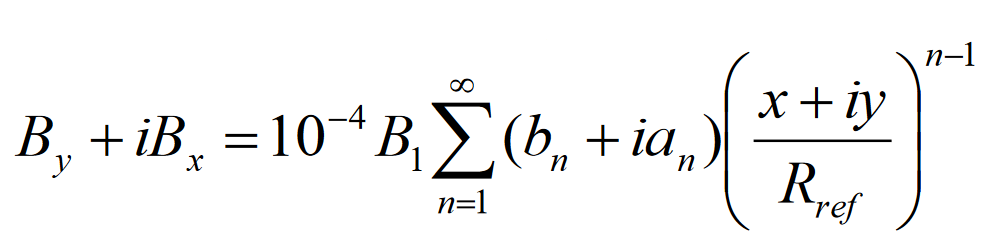 B_y + iB_x = 10^{-4} B_1 \sum_{n=1}^{\infty} (b_n + ia_n) \left( \frac{x + iy}{R_{ref}} \right)^{n-1}